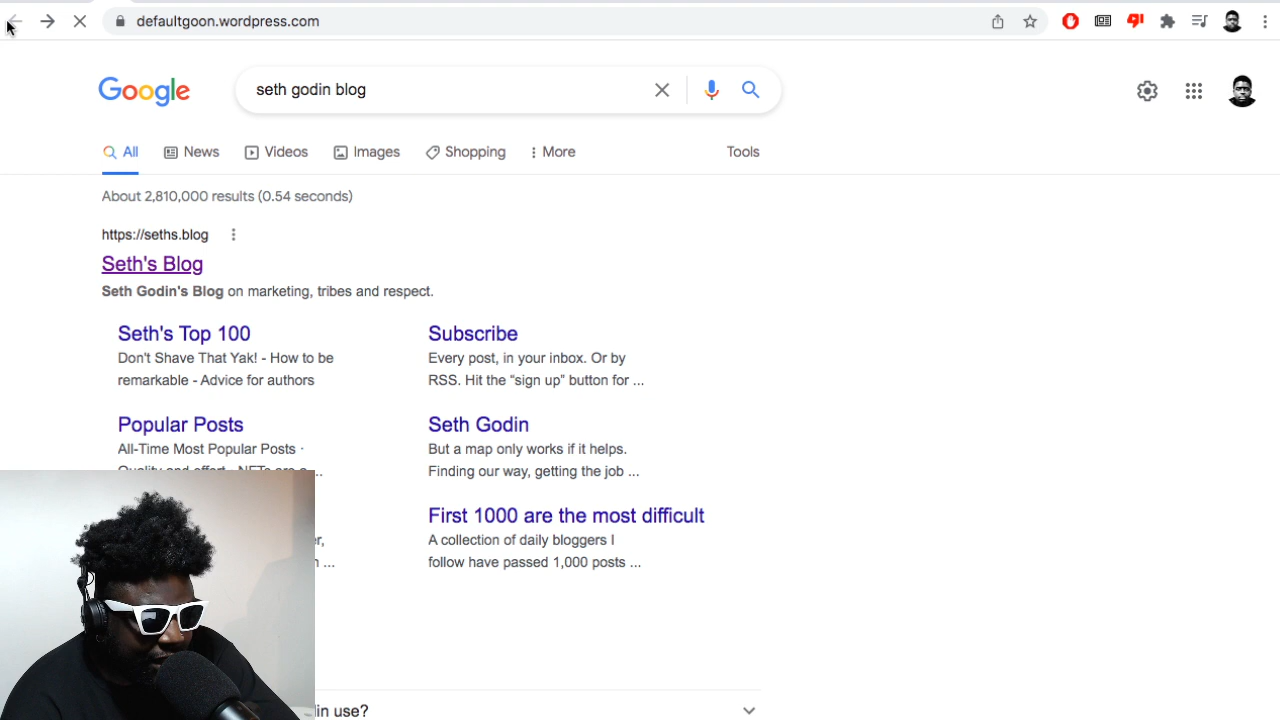 defaultgoon.wordpress.com
Google
seth godin blog
All News Videos Images Shopping More Tools
About 2,810,000 results (0.54 seconds)
https://seths.blog
Seth's Blog
Seth Godin's Blog on marketing, tribes and respect.
Seth's Top 100
Don't Shave That Yak! - How to be
remarkable - Advice for authors
Subscribe
Every post, in your inbox. Or by
RSS. Hit the “sign up” button for ...
Popular Posts
All-Time Most Popular Posts ·
Quality and effort · NFTs are a ...
Seth Godin
But a map only works if it helps.
Finding our way, getting the job ...
r,
...
First 1000 are the most difficult
A collection of daily bloggers I
follow have passed 1,000 posts ...
in use?